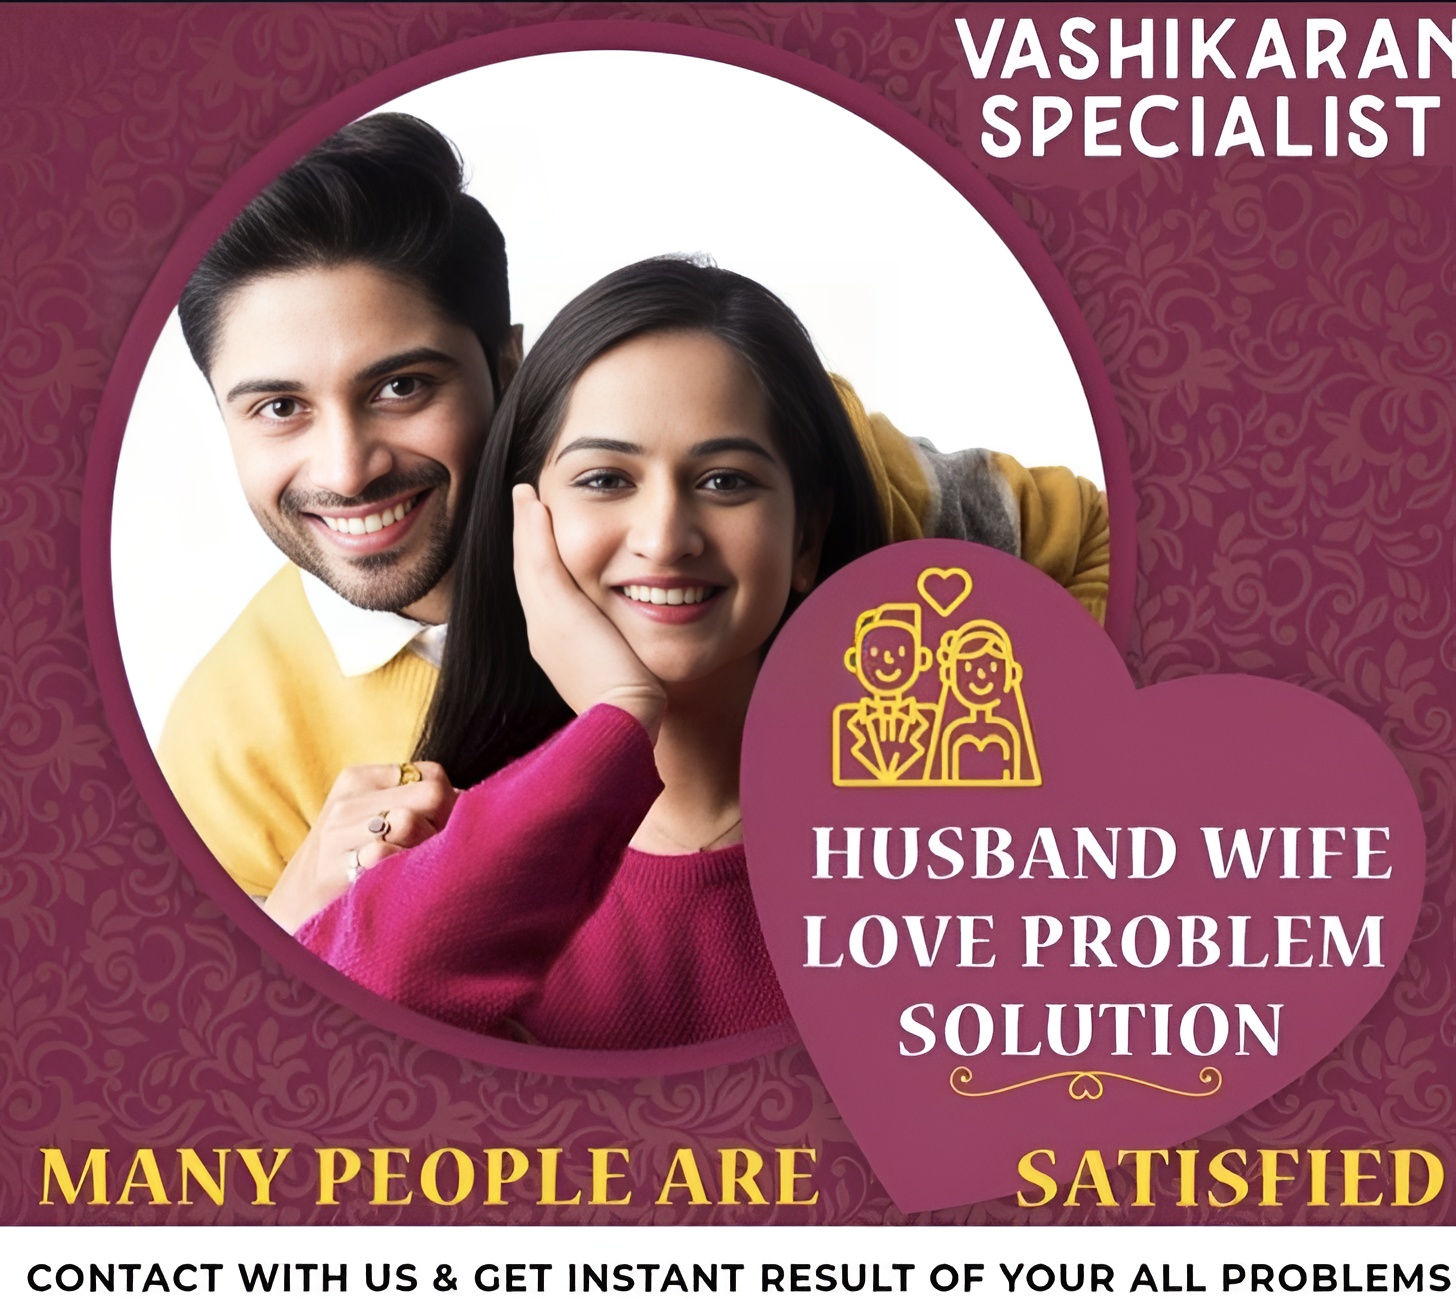 VASHIKARAN
SPECIALIST
HUSBAND WIFE
LOVE PROBLEM
SOLUTION
MANY PEOPLE ARE SATISFIED
CONTACT WITH US & GET INSTANT RESULT OF YOUR ALL PROBLEMS